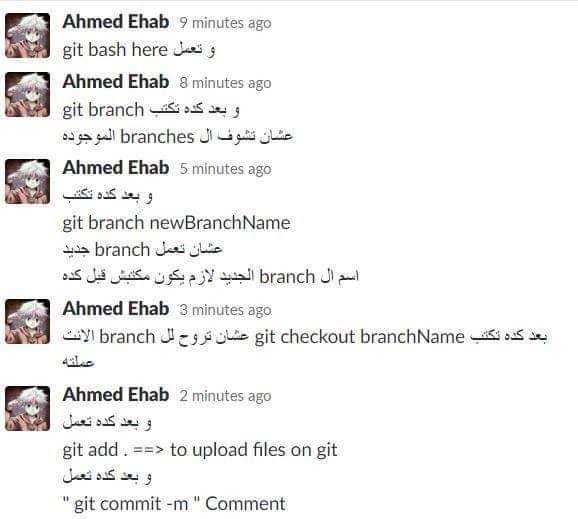 Ahmed Ehab 9 minutes ago
و تعمل git bash here
Ahmed Ehab 8 minutes ago
و بعد كده تكتب git branch
عشان تشوف ال branches الموجوده
Ahmed Ehab 5 minutes ago
و بعد كده تكتب
git branch newBranchName
عشان تعمل branch جديد
اسم ال branch الجديد لازم يكون مكتبش قبل كده
Ahmed Ehab 3 minutes ago
بعد كده تكتب git checkout branchName عشان تروح لل branch الانت
عملته
Ahmed Ehab 2 minutes ago
و بعد كده تعمل
git add . ==> to upload files on git
و بعد كده تعمل
" git commit -m " Comment